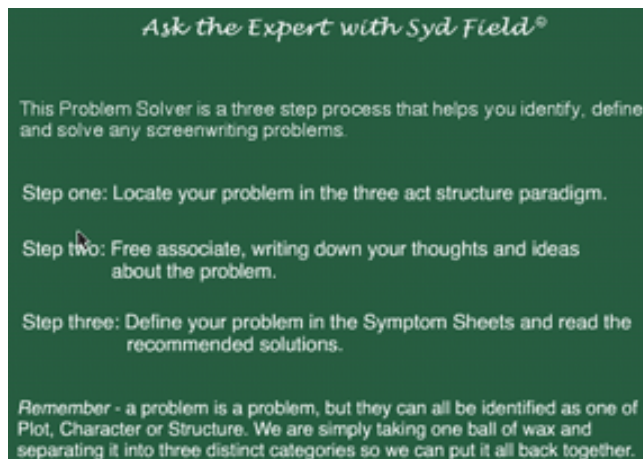 Ask the Expert with Syd Field©
This Problem Solver is a three step process that helps you identify, define
and solve any screenwriting problems.
Step one: Locate your problem in the three act structure paradigm.
Step two: Free associate, writing down your thoughts and ideas
about the problem.
Step three: Define your problem in the Symptom Sheets and read the
recommended solutions.
Remember - a problem is a problem, but they can all be identified as one of
Plot, Character or Structure. We are simply taking one ball of wax and
separating it into three distinct categories so we can put it all back together.